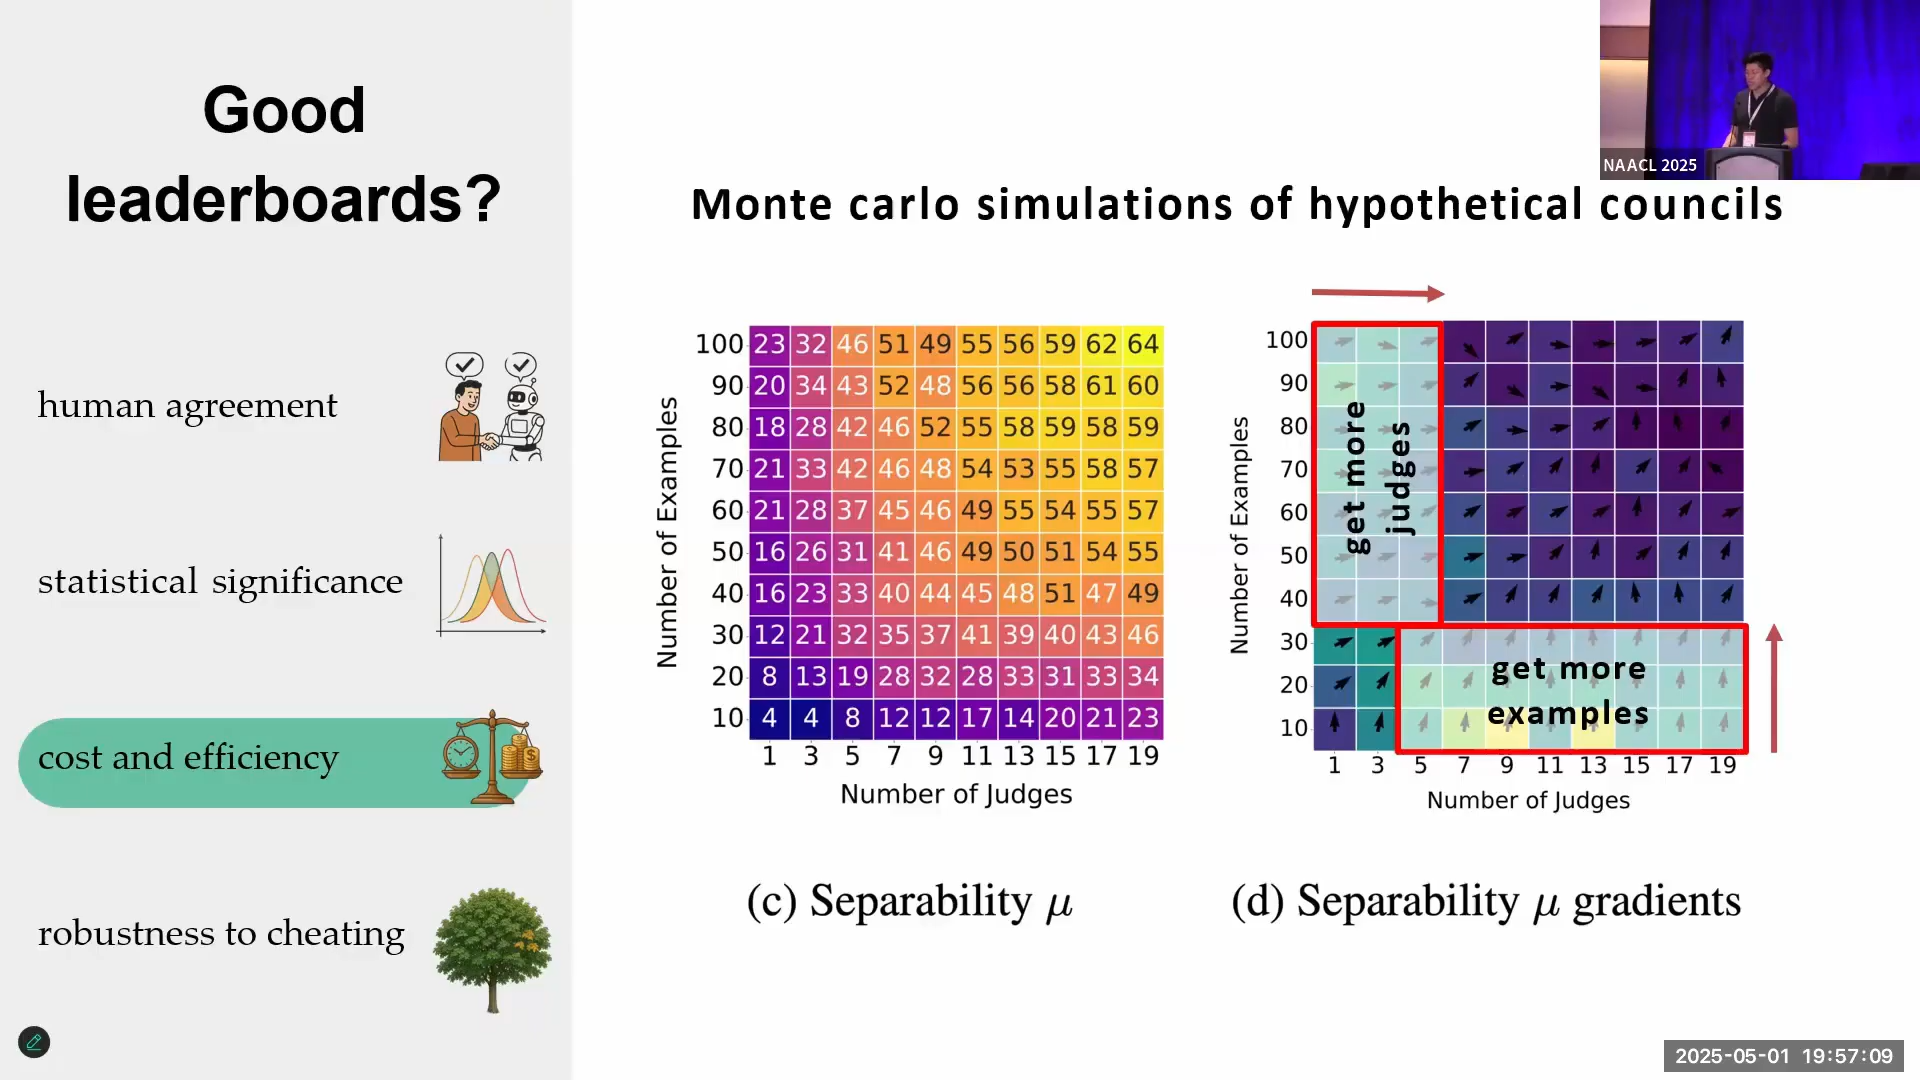 Good
leaderboards?
human agreement
statistical significance
cost and efficiency
robustness to cheating
NAACL 2025
Monte carlo simulations of hypothetical councils
Number of Examples
100 23 32 46 51 49 55 56 59 62 64
90 20 34 43 52 48 56 56 58 61 60
80 18 28 42 46 52 55 58 59 58 59
70 21 33 42 46 48 54 53 55 58 57
60 21 28 37 45 46 49 55 54 55 57
50 16 26 31 41 46 49 50 51 54 55
40 16 23 33 40 44 45 48 51 47 49
30 12 21 32 35 37 41 39 40 43 46
20 8 13 19 28 32 28 33 31 33 34
10 4 4 8 12 12 17 14 20 21 23
1 3 5 7 9 11 13 15 17 19
Number of Judges
(c) Separability μ
Number of Examples
100
90
80
70
60
50
40
30
20
10
get more
judges
get more
examples
1 3 5 7 9 11 13 15 17 19
Number of Judges
(d) Separability μ gradients
$
2025-05-01 19:57:09